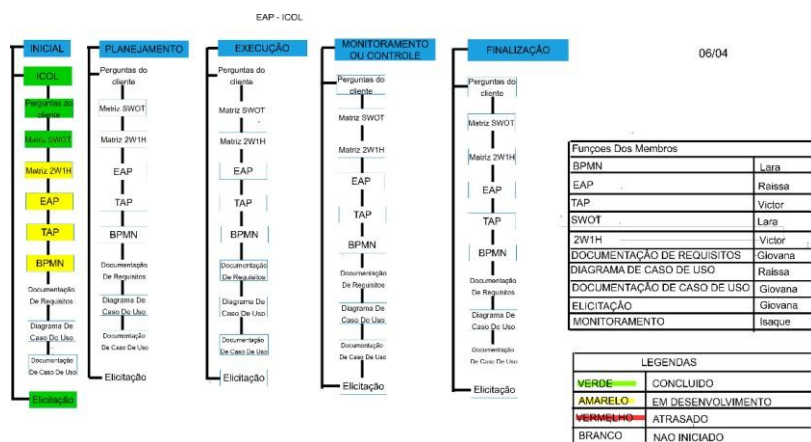 EAP - ICOL
INICIAL
ICOL
Perguntas do
cliente
Matriz SWOT
Matriz 2W1H
EAP
TAP
BPMN
Documentação
De Requisitos
Diagrama De
Caso De Uso
Documentação
De Caso De Uso
Elicitação
PLANEJAMENTO
Perguntas do
cliente
Matriz SWOT
Matriz 2W1H
EAP
TAP
BPMN
Documentação
De Requisitos
Diagrama De
Caso De Uso
Documentação
De Caso De Uso
Elicitação
EXECUÇÃO
Perguntas do
cliente
Matriz SWOT
Matriz 2W1H
EAP
TAP
BPMN
Documentação
De Requisitos
Diagrama De
Caso De Uso
Documentação
De Caso De Uso
Elicitação
MONITORAMENTO
OU CONTROLE
Perguntas do
cliente
Matriz SWOT
Matriz 2W1H
EAP
TAP
BPMN
Documentação
De Requisitos
Diagrama De
Caso De Uso
Documentação
De Caso De Uso
Elicitação
FINALIZAÇÃO
Perguntas do
cliente
Matriz SWOT
Matriz 2W1H
EAP
TAP
BPMN
Documentação
De Requisitos
Diagrama De
Caso De Uso
Documentação
De Caso De Uso
Elicitação
06/04
Funçoes Dos Membros
BPMN Lara
EAP Raissa
TAP Victor
SWOT Lara
2W1H Victor
DOCUMENTAÇÃO DE REQUISITOS Giovana
DIAGRAMA DE CASO DE USO Raissa
DOCUMENTAÇÃO DE CASO DE USO Giovana
ELICITAÇÃO Giovana
MONITORAMENTO Isaque
LEGENDAS
VERDE CONCLUIDO
AMARELO EM DESENVOLVIMENTO
VERMELHO ATRASADO
BRANCO NAO INICIADO